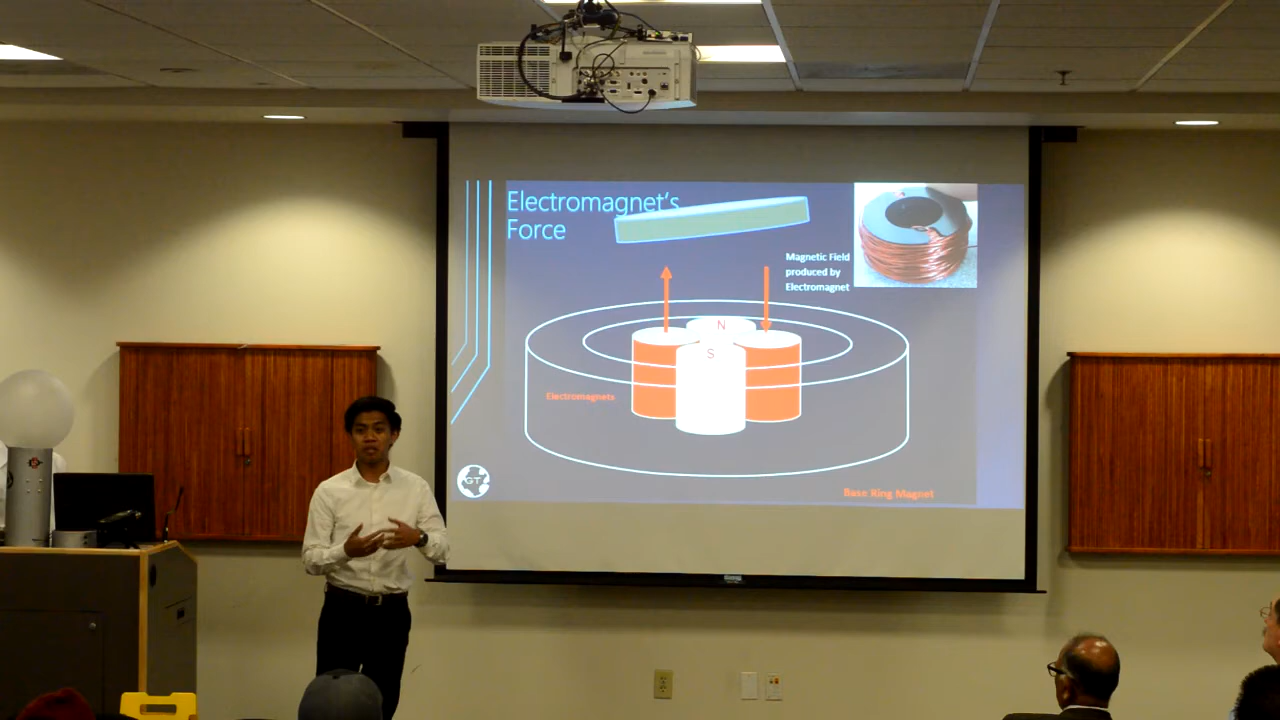 Electromagnet's
Force
Magnetic Field
produced by
Electromagnet
N
S
Electromagnets
GT
Base Ring Magnet